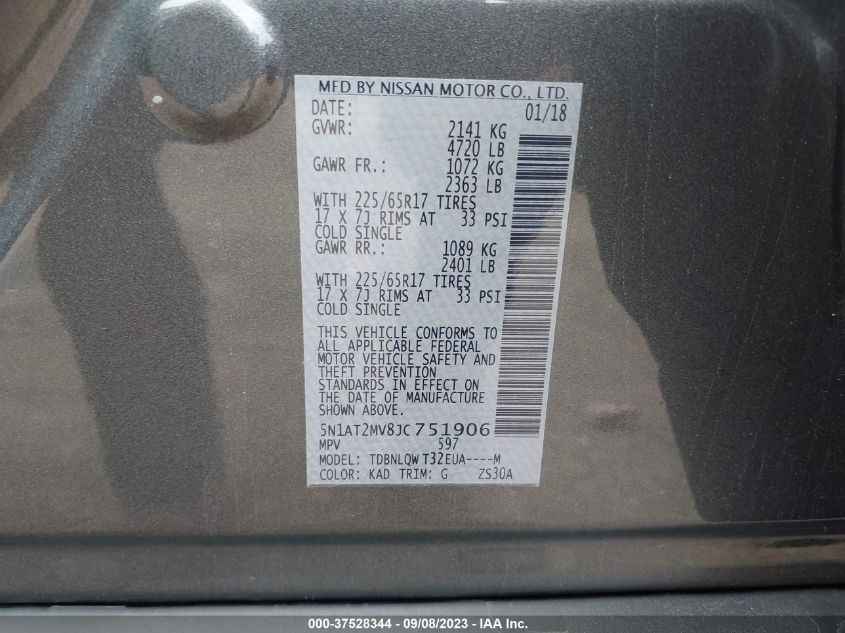 MFD BY NISSAN MOTOR CO., LTD.
DATE: 01/18
GVWR: 2141 KG
4720 LB
GAWR FR.: 1072 KG
2363 LB
WITH 225/65R17 TIRES
17 X 7J RIMS AT 33 PSI
COLD SINGLE
GAWR RR.: 1089 KG
2401 LB
WITH 225/65R17 TIRES
17 X 7J RIMS AT 33 PSI
COLD SINGLE
THIS VEHICLE CONFORMS TO
ALL APPLICABLE FEDERAL
MOTOR VEHICLE SAFETY AND
THEFT PREVENTION
STANDARDS IN EFFECT ON
THE DATE OF MANUFACTURE
SHOWN ABOVE.
5N1AT2MV8JC751906
MPV 597
MODEL: TDBNLQW T32EUA----M
COLOR: KAD TRIM: G ZS30A
000-37528344 - 09/08/2023 - IAA Inc.